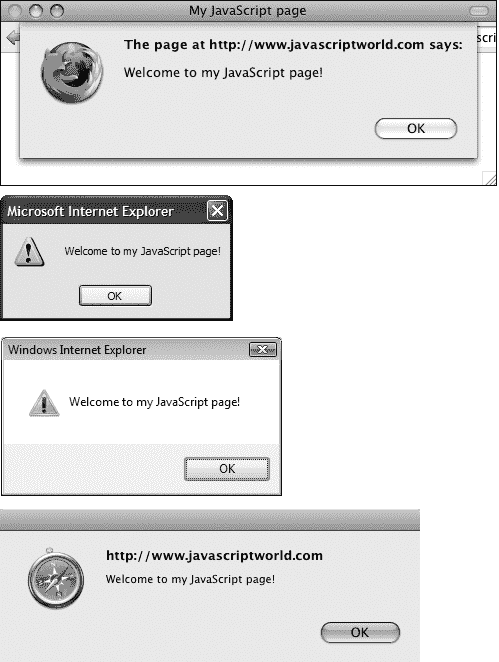 My JavaScript page
The page at http://www.javascriptworld.com says:
scri
Welcome to my JavaScript page!
OK
Microsoft Internet Explorer
Welcome to my JavaScript page!
OK
Windows Internet Explorer
Welcome to my JavaScript page!
OK
http://www.javascriptworld.com
Welcome to my JavaScript page!
OK